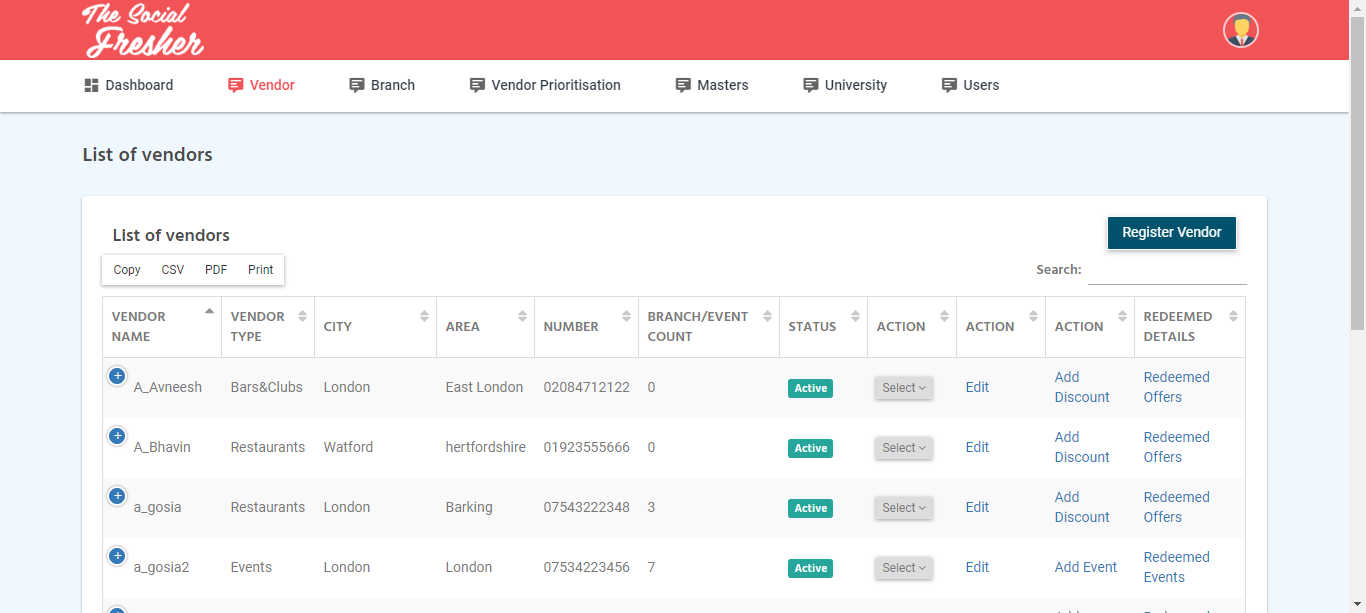 The Social
Fresher
Dashboard Vendor Branch Vendor Prioritisation Masters University Users
List of vendors
List of vendors
Register Vendor
Copy CSV PDF Print
Search:
VENDOR NAME VENDOR TYPE CITY AREA NUMBER BRANCH/EVENT COUNT STATUS ACTION ACTION ACTION REDEEMED DETAILS
A_Avneesh Bars&Clubs London East London 02084712122 0 Active Select Edit Add Discount Redeemed Offers
A_Bhavin Restaurants Watford hertfordshire 01923555666 0 Active Select Edit Add Discount Redeemed Offers
a_gosia Restaurants London Barking 07543222348 3 Active Select Edit Add Discount Redeemed Offers
a_gosia2 Events London London 07534223456 7 Active Select Edit Add Event Redeemed Events